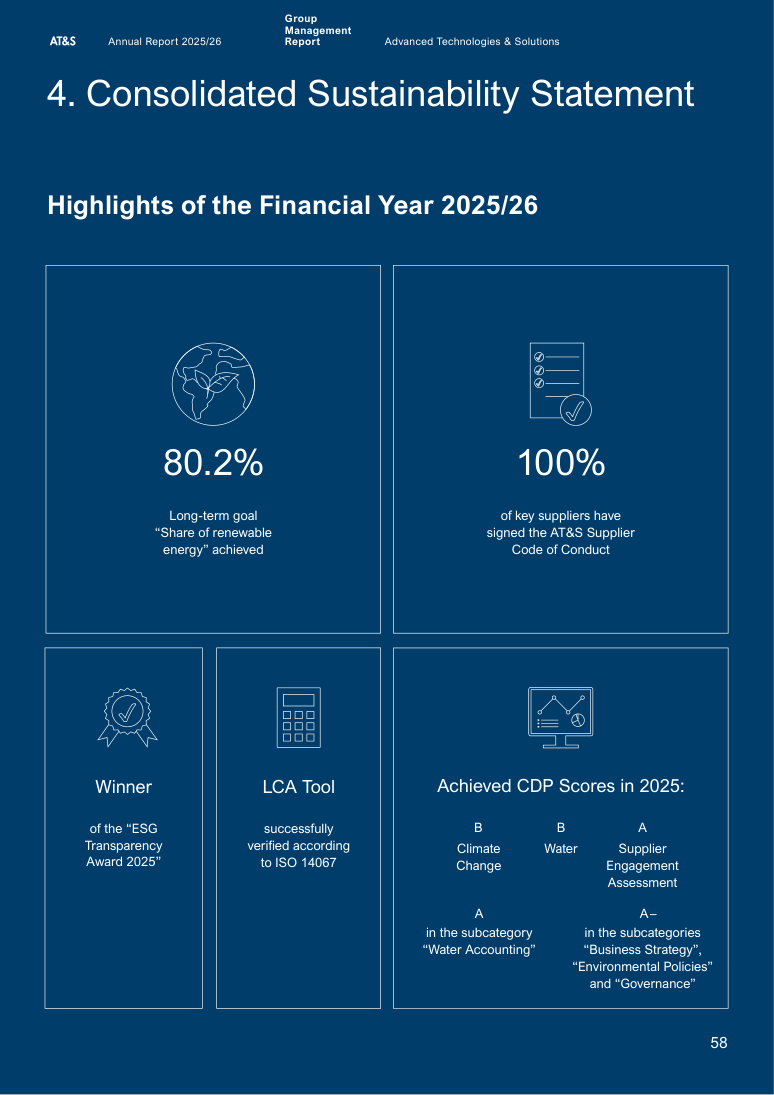 AT&S
Annual Report 2025/26
Group
Management
Report
Advanced Technologies & Solutions
4. Consolidated Sustainability Statement
Highlights of the Financial Year 2025/26
80.2%
Long-term goal
“Share of renewable
energy” achieved
100%
of key suppliers have
signed the AT&S Supplier
Code of Conduct
Winner
of the “ESG
Transparency
Award 2025”
LCA Tool
successfully
verified according
to ISO 14067
Achieved CDP Scores in 2025:
B
Climate
Change
B
Water
A
Supplier
Engagement
Assessment
A
in the subcategory
“Water Accounting”
A–
in the subcategories
“Business Strategy”,
“Environmental Policies”
and “Governance”
58